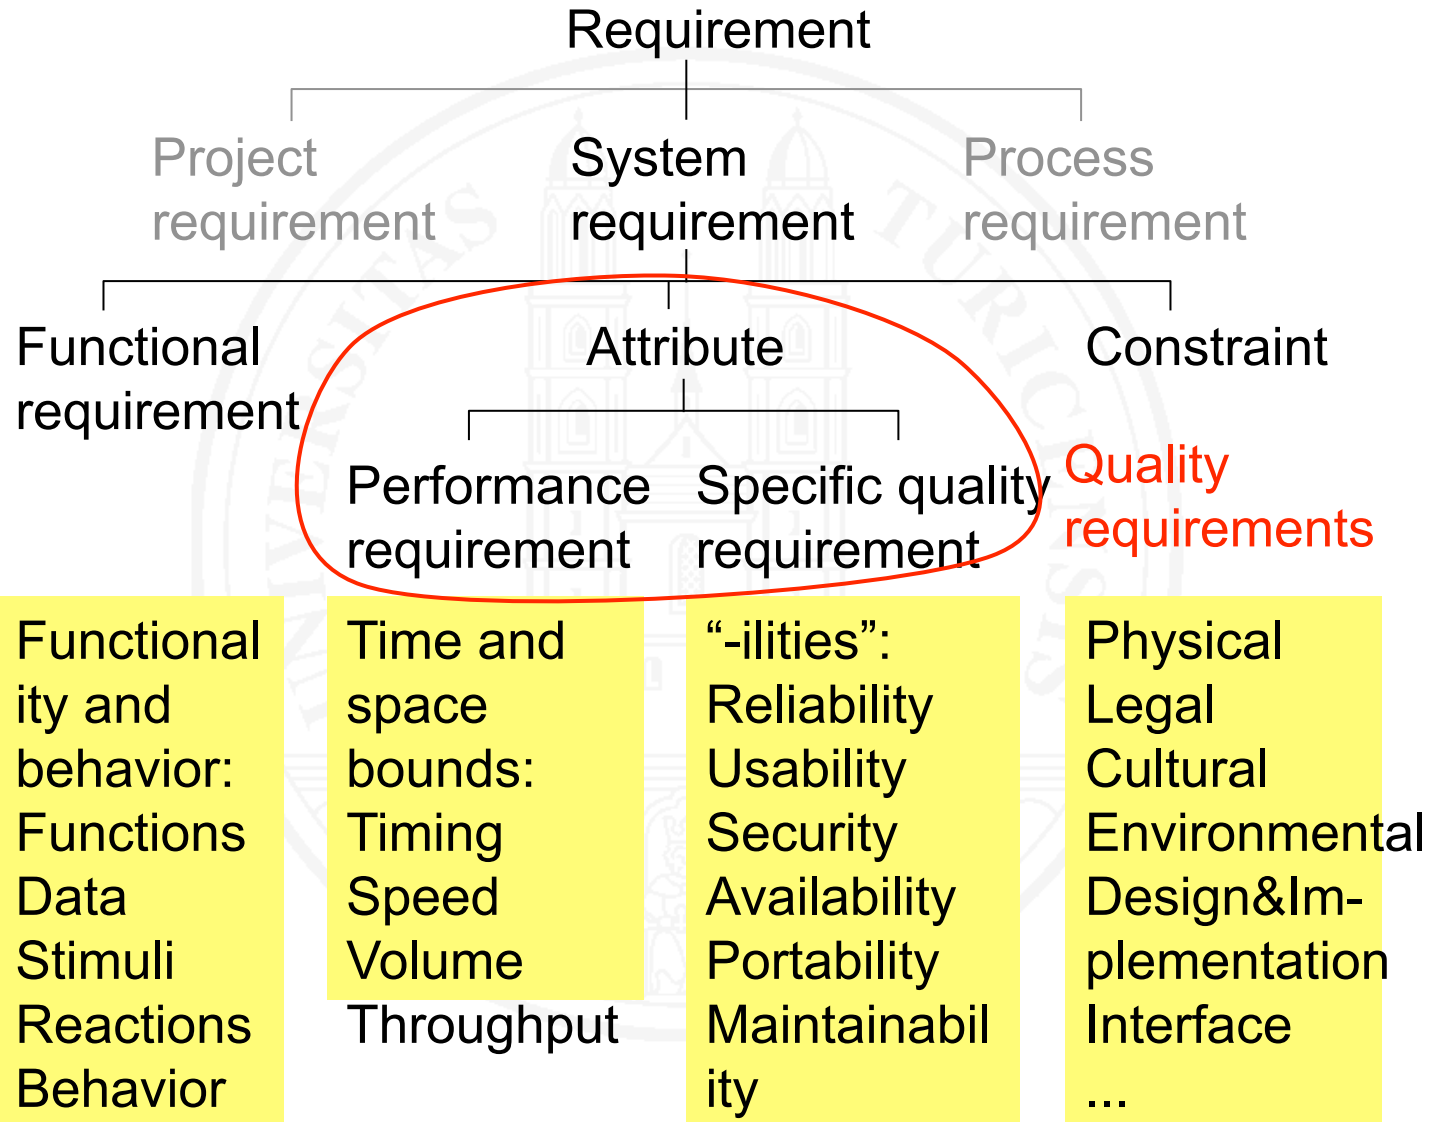 Requirement
Project
requirement
System
requirement
Process
requirement
Functional
requirement
Attribute
Constraint
Performance
requirement
Specific quality
requirement
Quality
requirements
Functional
ity and
behavior:
Functions
Data
Stimuli
Reactions
Behavior
Time and
space
bounds:
Timing
Speed
Volume
Throughput
“-ilities”:
Reliability
Usability
Security
Availability
Portability
Maintainabil
ity
Physical
Legal
Cultural
Environmental
Design&Im-
plementation
Interface
...
UNIVERSITAS TURICENSIS